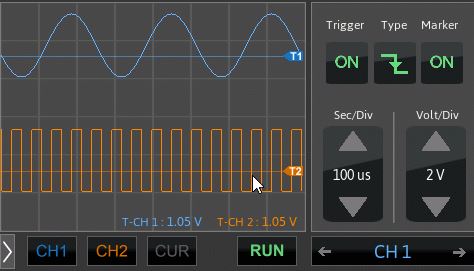 Trigger Type Marker
T1
ON ON
Sec/Div Volt/Div
100 us 2 V
T2
T-CH 1 : 1.05 V T-CH 2 : 1.05 V
CH1 CH2 CUR RUN CH 1